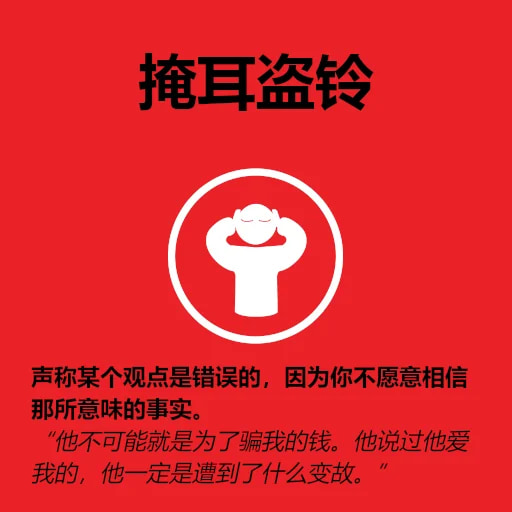 掩耳盗铃
声称某个观点是错误的，因为你不愿意相信
那所意味的事实。
“他不可能就是为了骗我的钱。他说过他爱
我的，他一定是遭到了什么变故。”